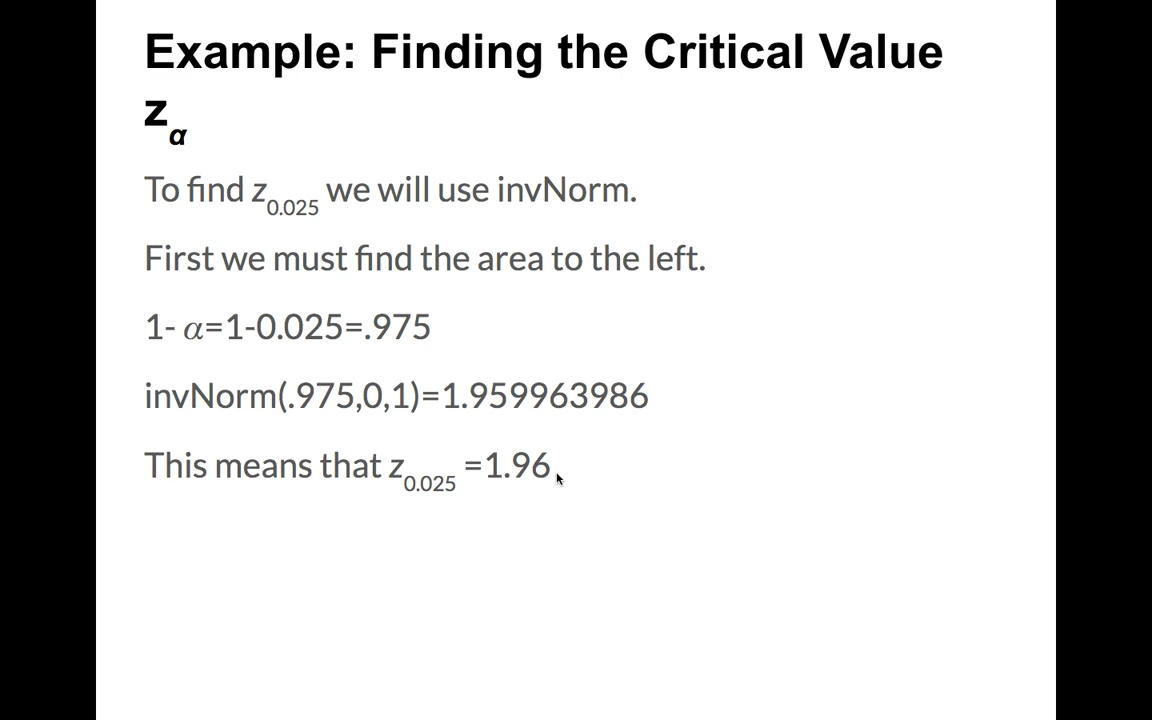 Example: Finding the Critical Value
zα
To find z0.025 we will use invNorm.
First we must find the area to the left.
1- α=1-0.025=.975
invNorm(.975,0,1)=1.959963986
This means that z0.025 =1.96